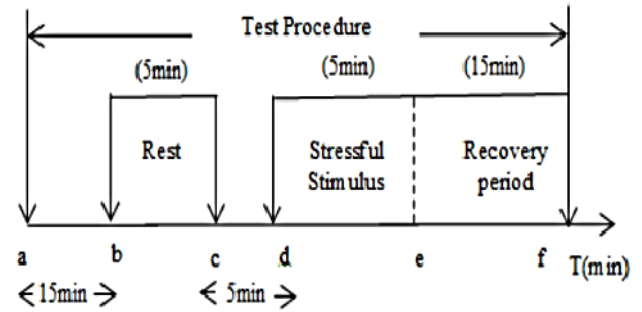 Test Procedure
(5min) (5min) (15min)
Rest Stressful Recovery
Stimulus period
a b c d e f T(min)
15min 5min